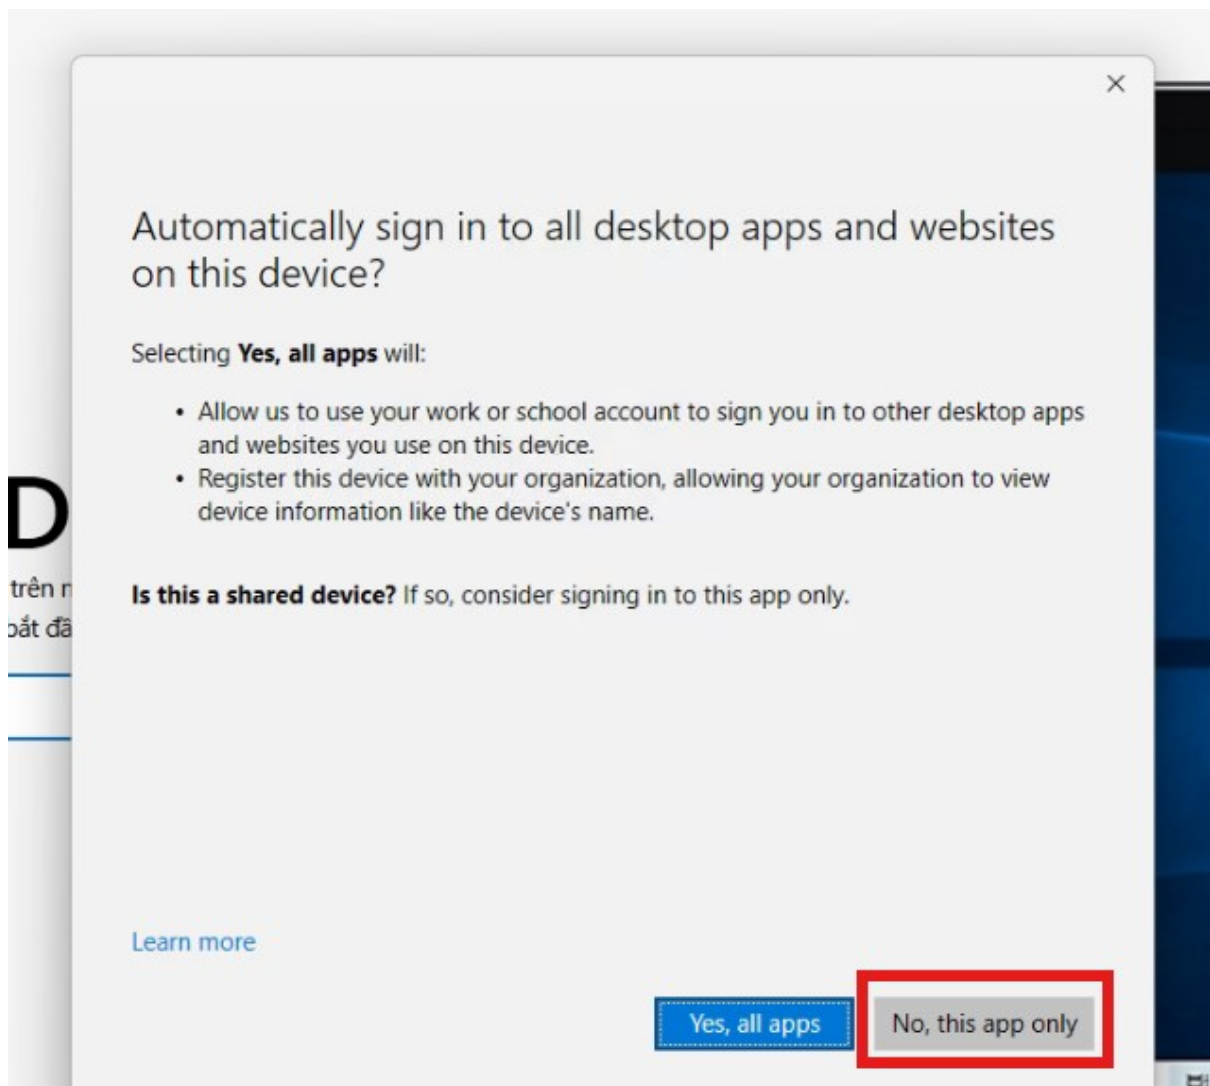 Automatically sign in to all desktop apps and websites
on this device?
Selecting Yes, all apps will:
• Allow us to use your work or school account to sign you in to other desktop apps
and websites you use on this device.
• Register this device with your organization, allowing your organization to view
device information like the device's name.
D
trên
Is this a shared device? If so, consider signing in to this app only.
Learn more
Yes, all apps
No, this app only